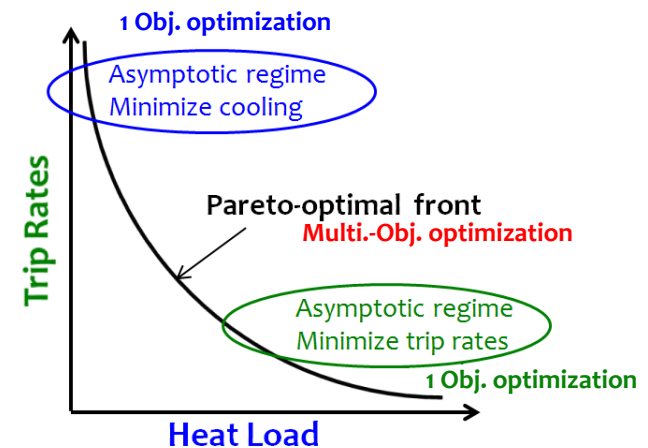 1 Obj. optimization
Asymptotic regime
Minimize cooling
Trip Rates
Pareto-optimal front
Multi.-Obj. optimization
Asymptotic regime
Minimize trip rates
1 Obj. optimization
Heat Load